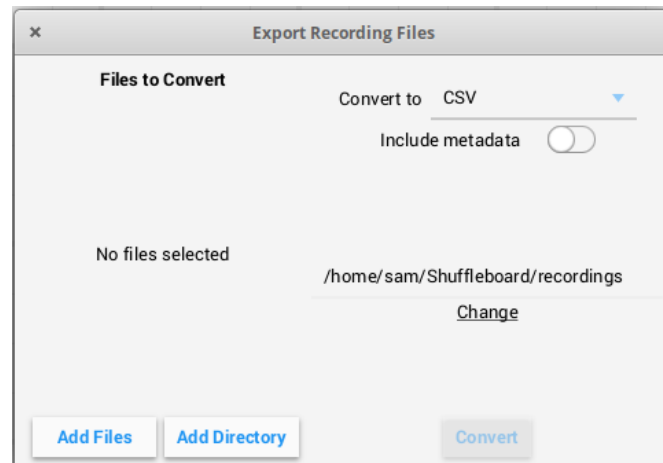 Export Recording Files
Files to Convert
Convert to CSV
Include metadata
No files selected
/home/sam/Shuffleboard/recordings
Change
Add Files Add Directory Convert